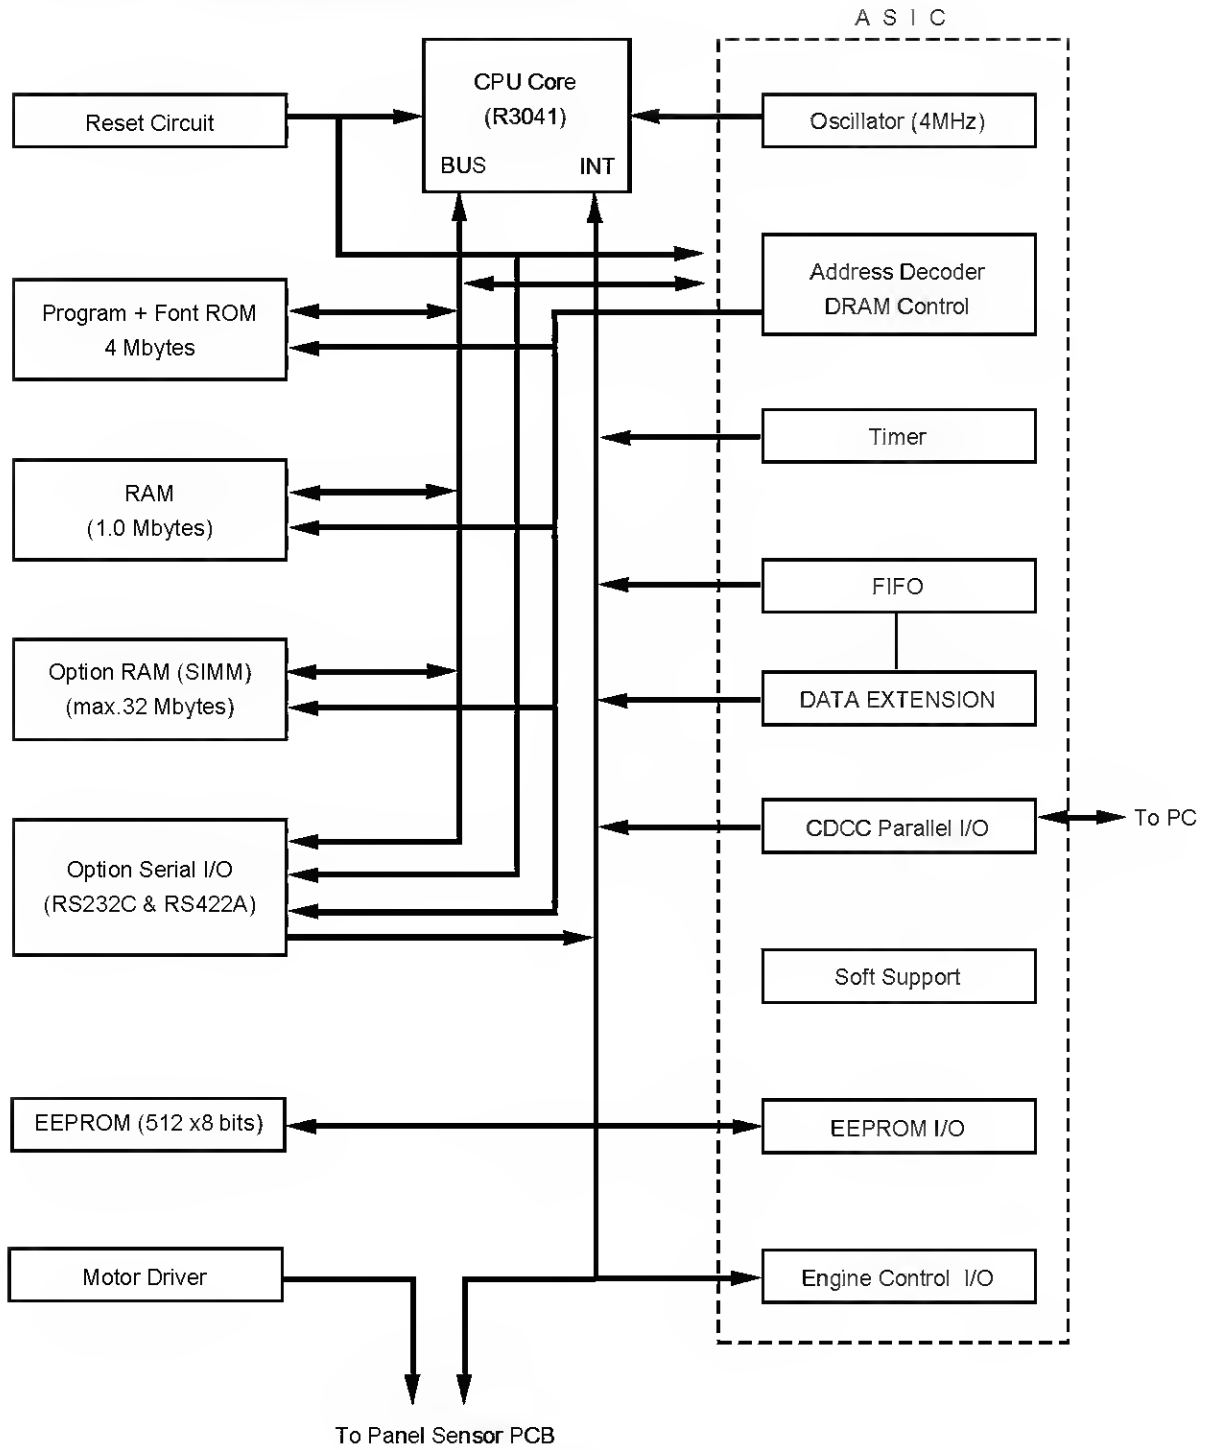 A S I C
CPU Core
(R3041)
BUS INT
Reset Circuit
Oscillator (4MHz)
Address Decoder
DRAM Control
Program + Font ROM
4 Mbytes
Timer
RAM
(1.0 Mbytes)
FIFO
Option RAM (SIMM)
(max.32 Mbytes)
DATA EXTENSION
CDCC Parallel I/O
To PC
Option Serial I/O
(RS232C & RS422A)
Soft Support
EEPROM (512 x8 bits)
EEPROM I/O
Motor Driver
Engine Control I/O
To Panel Sensor PCB